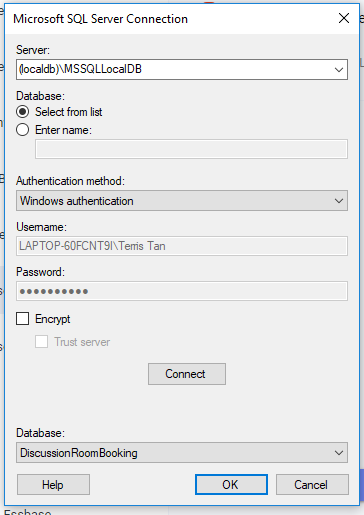 Microsoft SQL Server Connection
Server:
(localdb)\MSSQLLocalDB
Database:
Select from list
Enter name:
Authentication method:
Windows authentication
Username:
LAPTOP-60FCNT9I\Terris Tan
Password:
●●●●●●●●●●
Encrypt
Trust server
Connect
Database:
DiscussionRoomBooking
Help OK Cancel
Essbase